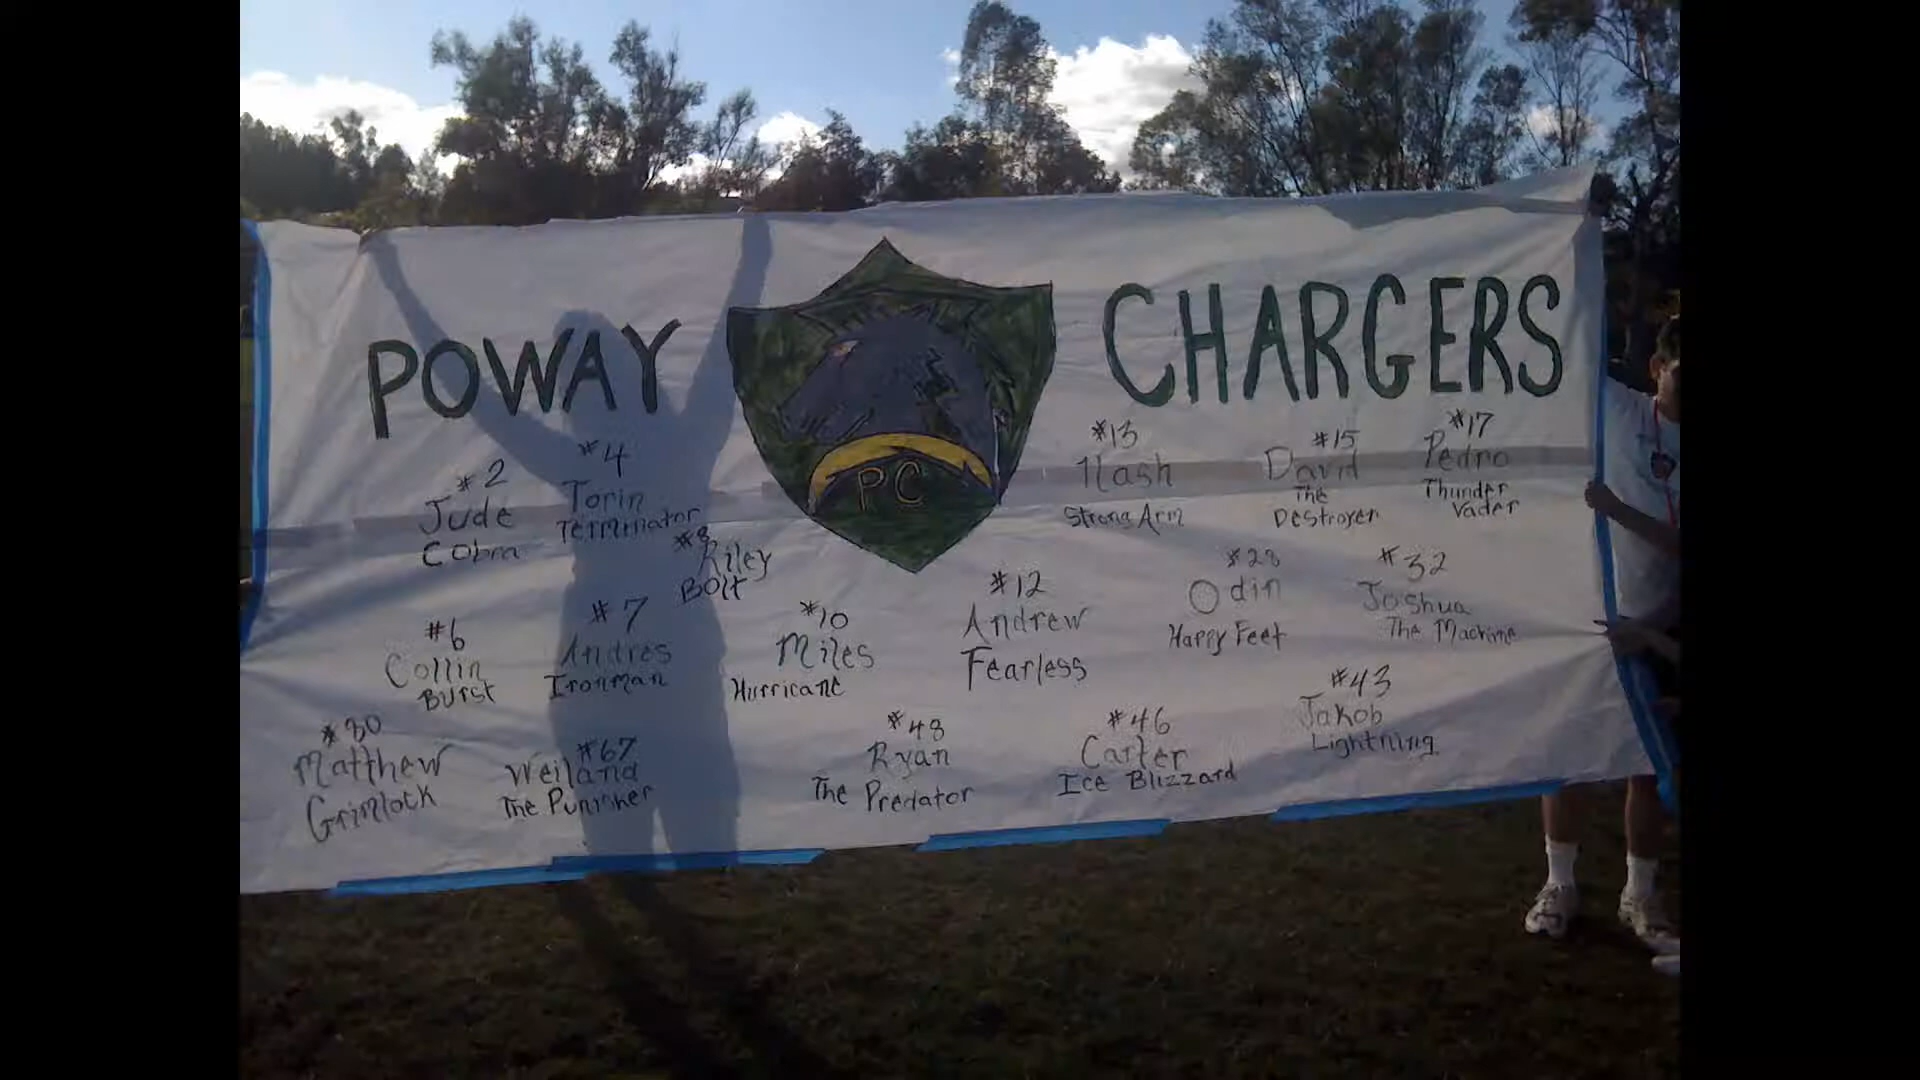 POWAY CHARGERS
PC
#2
Jude
Cobra
#4
Torin
Terminator
#8
Riley
Bolt
#13
Nash
Strong Arm
#15
David
The
Destroyer
#17
Pedro
Thunder
Vader
#6
Collin
Burst
#7
Andres
Ironman
#10
Miles
Hurricane
#12
Andrew
Fearless
#28
Odin
Happy Feet
#32
Joshua
The Machine
#80
Matthew
Grimlock
#67
Weiland
The Punisher
#48
Ryan
The Predator
#46
Carter
Ice Blizzard
#43
Jakob
Lightning